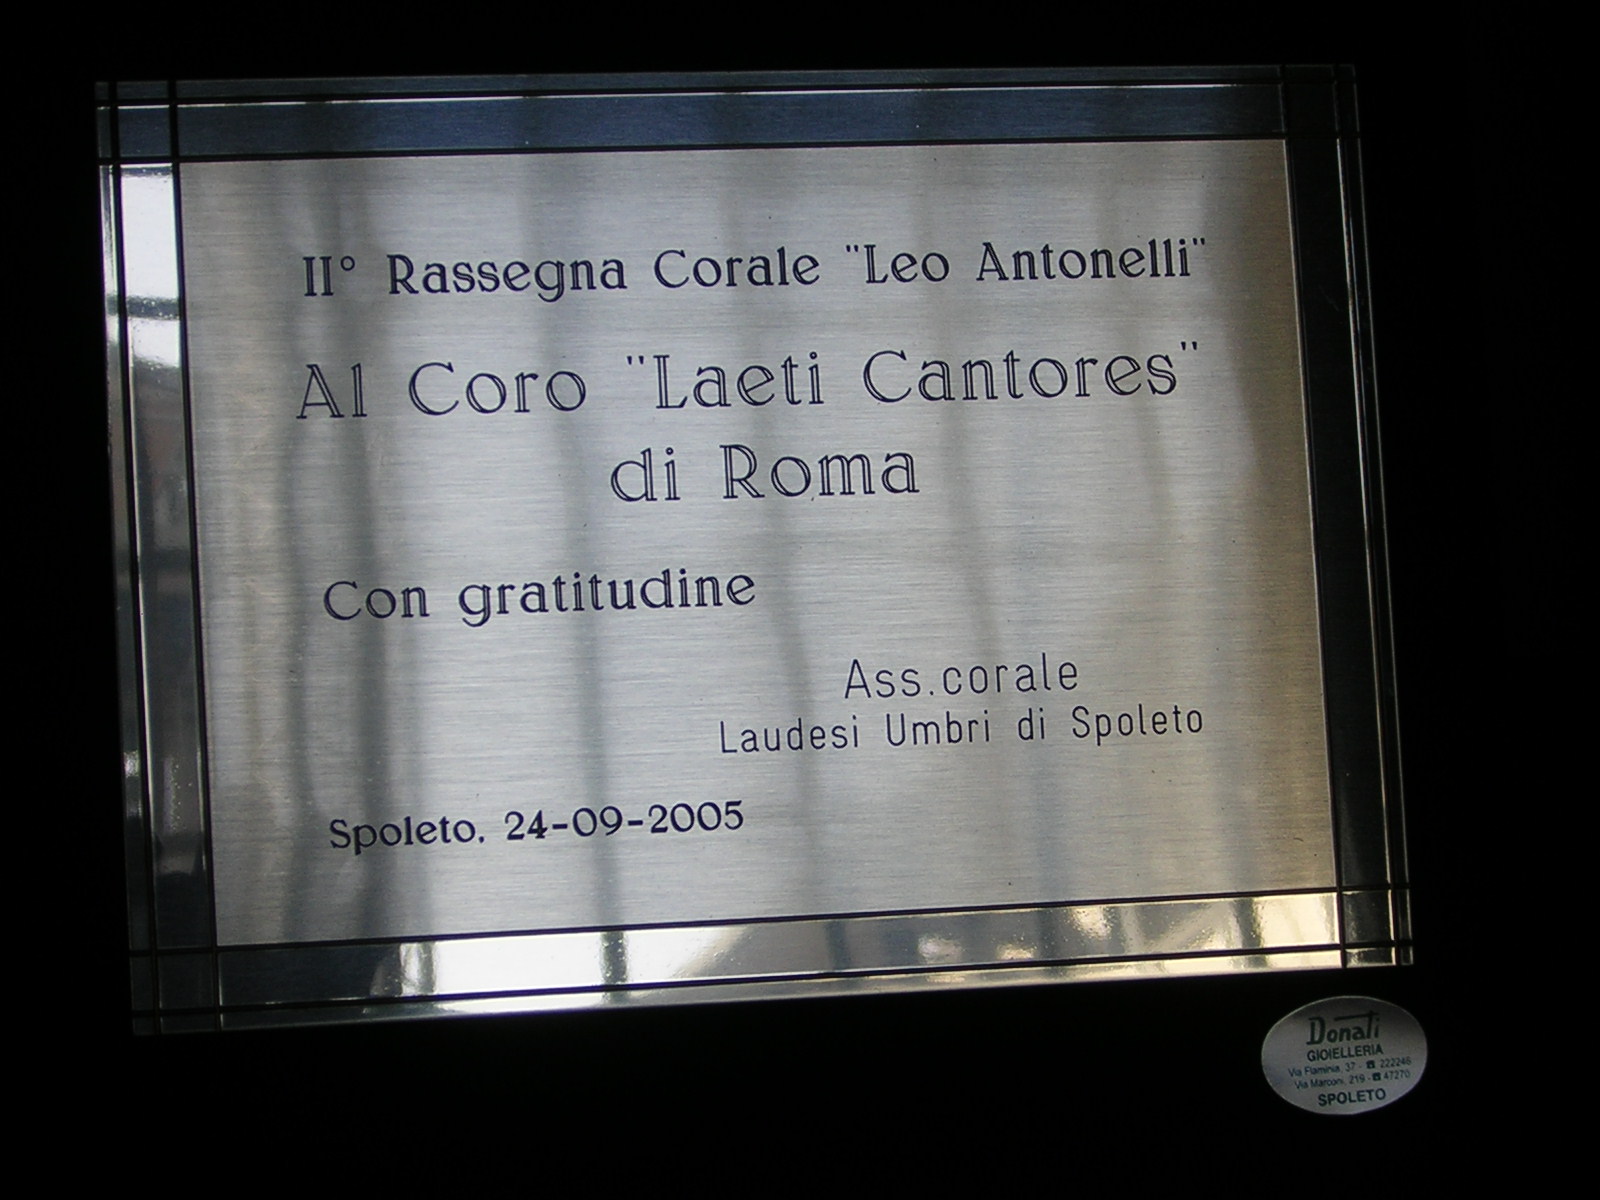 II° Rassegna Corale "Leo Antonelli"
Al Coro "Laeti Cantores"
di Roma
Con gratitudine
Ass.corale
Laudesi Umbri di Spoleto
Spoleto, 24-09-2005
Donati
GIOIELLERIA
Via Flaminia, 37 - ☎ 222246
Via Marconi, 219 - ☎ 47270
SPOLETO